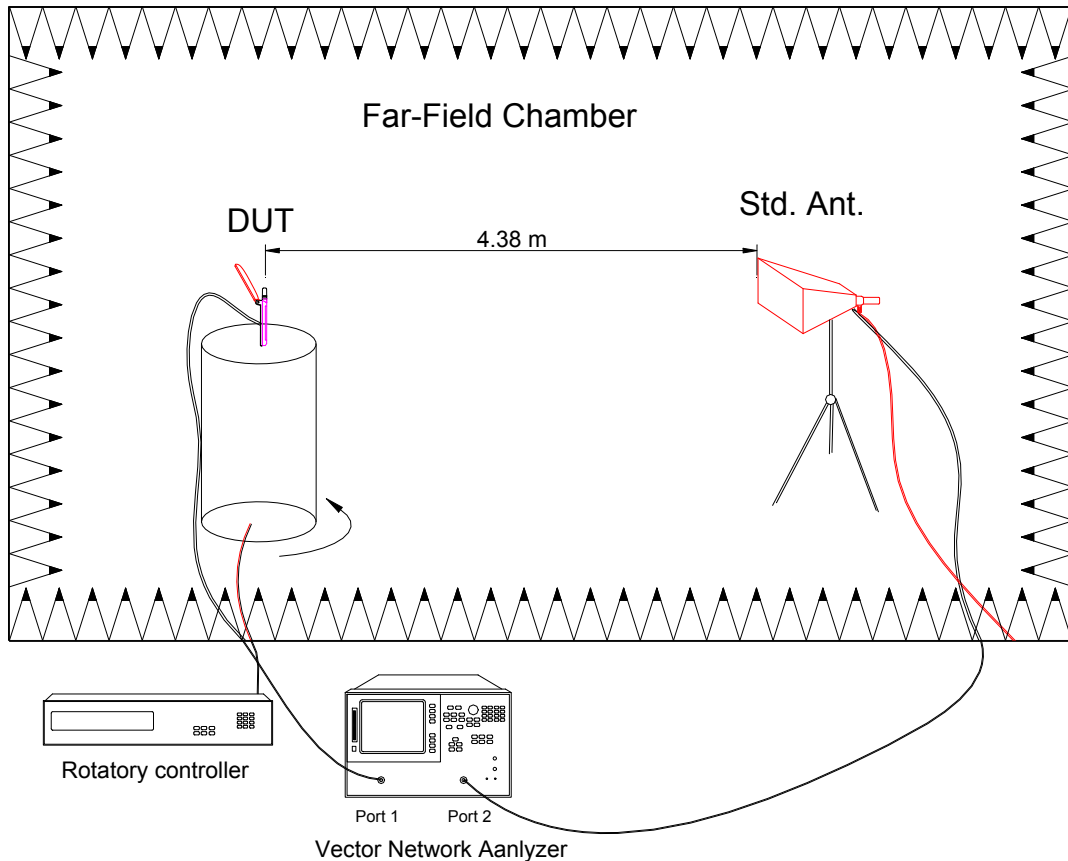 Far-Field Chamber
Std. Ant.
DUT
4.38 m
Rotatory controller
Port 1
Port 2
Vector Network Aanlyzer